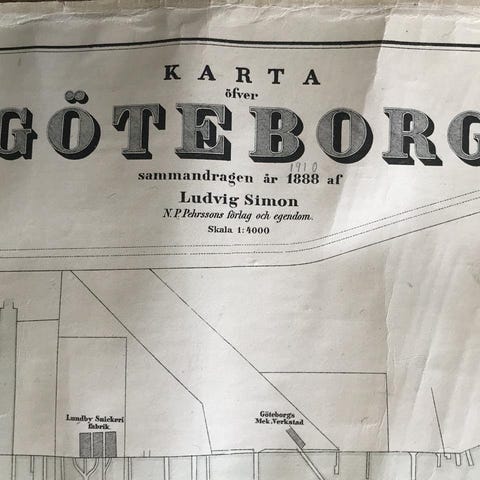 KARTA
öfver
GÖTEBORG
1910
sammandragen år 1888 af
Ludvig Simon
N. P. Pehrssons förlag och egendom.
Skala 1:4000
Lundby Snickeri
fabrik
Göteborgs
Mek. Verkstad